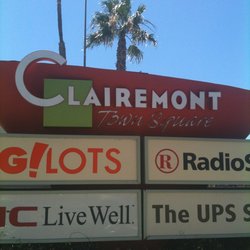 CLAIREMONT
Town Square
G!LOTS
R RadioS
C LiveWell
The UPS S